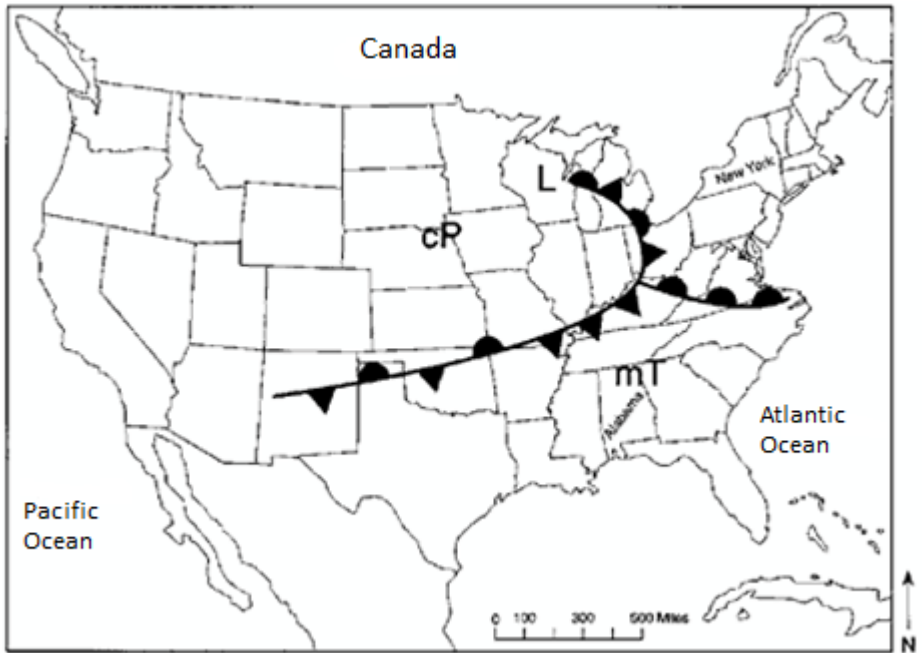 Canada
New York
L
cP
mT
Alabama
Atlantic
Ocean
Pacific
Ocean
0 100 300 500 Miles
A
N